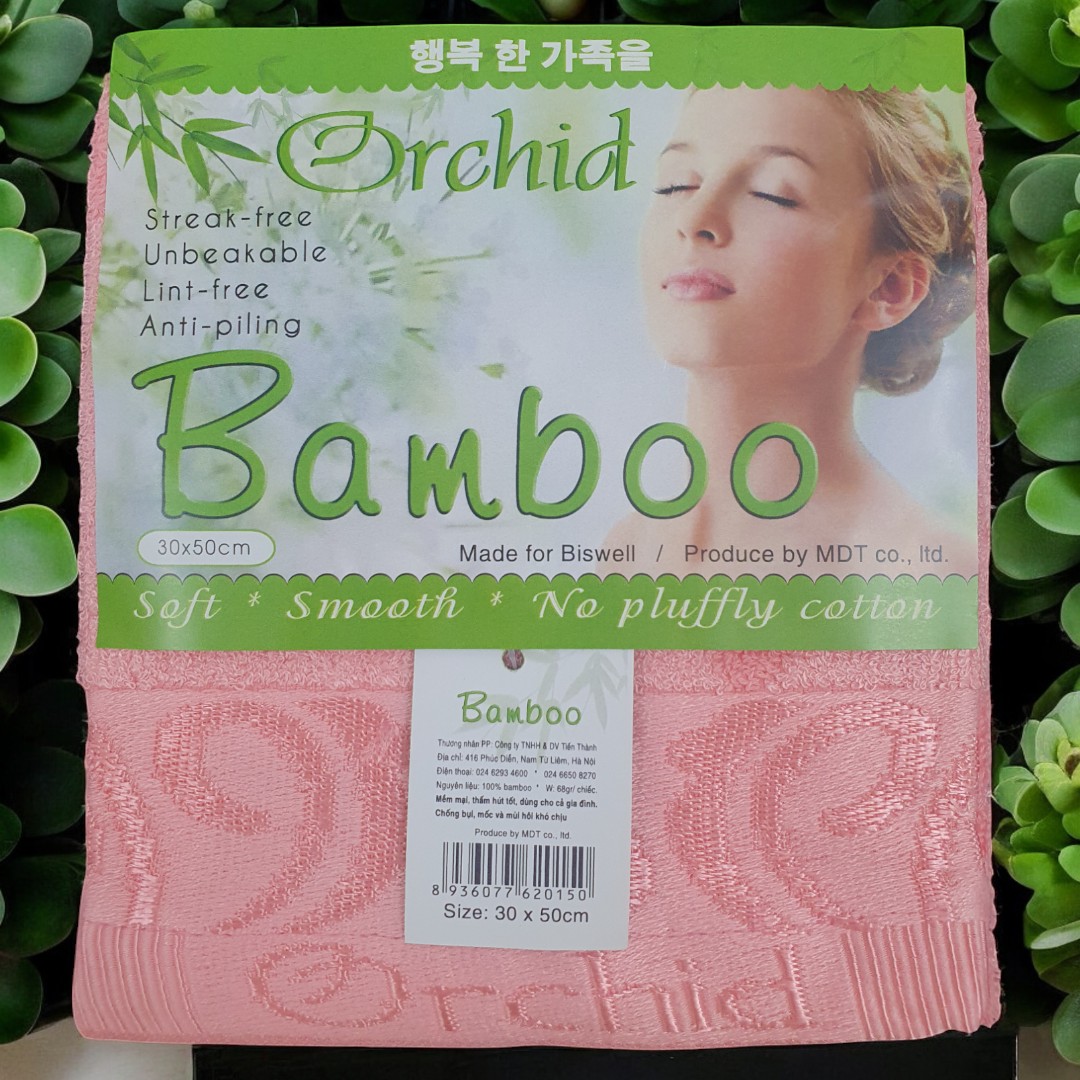 행복 한 가족을
Orchid
Streak-free
Unbeakable
Lint-free
Anti-piling
Bamboo
30x50cm
Made for Biswell / Produce by MDT co., ltd.
Soft * Smooth * No pluffly cotton
Bamboo
Thương nhân PP: Công ty TNHH & DV Tiến Thành
Địa chỉ: 416 Phúc Diễn, Nam Từ Liêm, Hà Nội
Điện thoại: 024 6293 4600 * 024 6650 8270
Nguyên liệu: 100% bamboo * W: 68gr/ chiếc.
Mềm mại, thấm hút tốt, dùng cho cả gia đình.
Chống bụi, mốc và mùi hôi khó chịu
Produce by MDT co., ltd.
8 936077 620150
Size: 30 x 50cm
Orchid